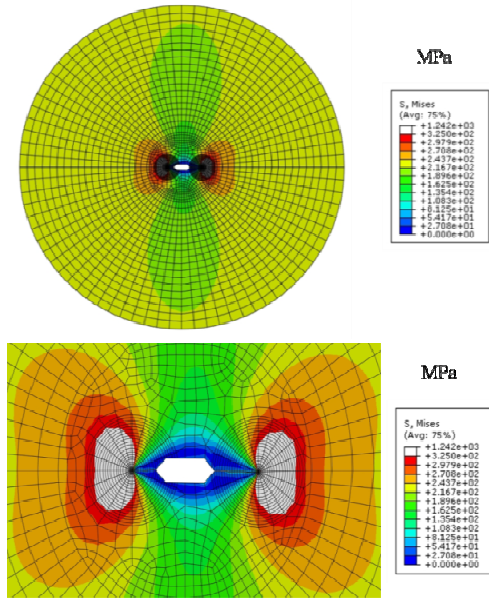 MPa
S, Mises
(Avg: 75%)
+1.242e+03
+3.250e+02
+2.979e+02
+2.708e+02
+2.437e+02
+2.167e+02
+1.896e+02
+1.625e+02
+1.354e+02
+1.083e+02
+8.125e+01
+5.417e+01
+2.708e+01
+0.000e+00
MPa
S, Mises
(Avg: 75%)
+1.242e+03
+3.250e+02
+2.979e+02
+2.708e+02
+2.437e+02
+2.167e+02
+1.896e+02
+1.625e+02
+1.354e+02
+1.083e+02
+8.125e+01
+5.417e+01
+2.708e+01
+0.000e+00